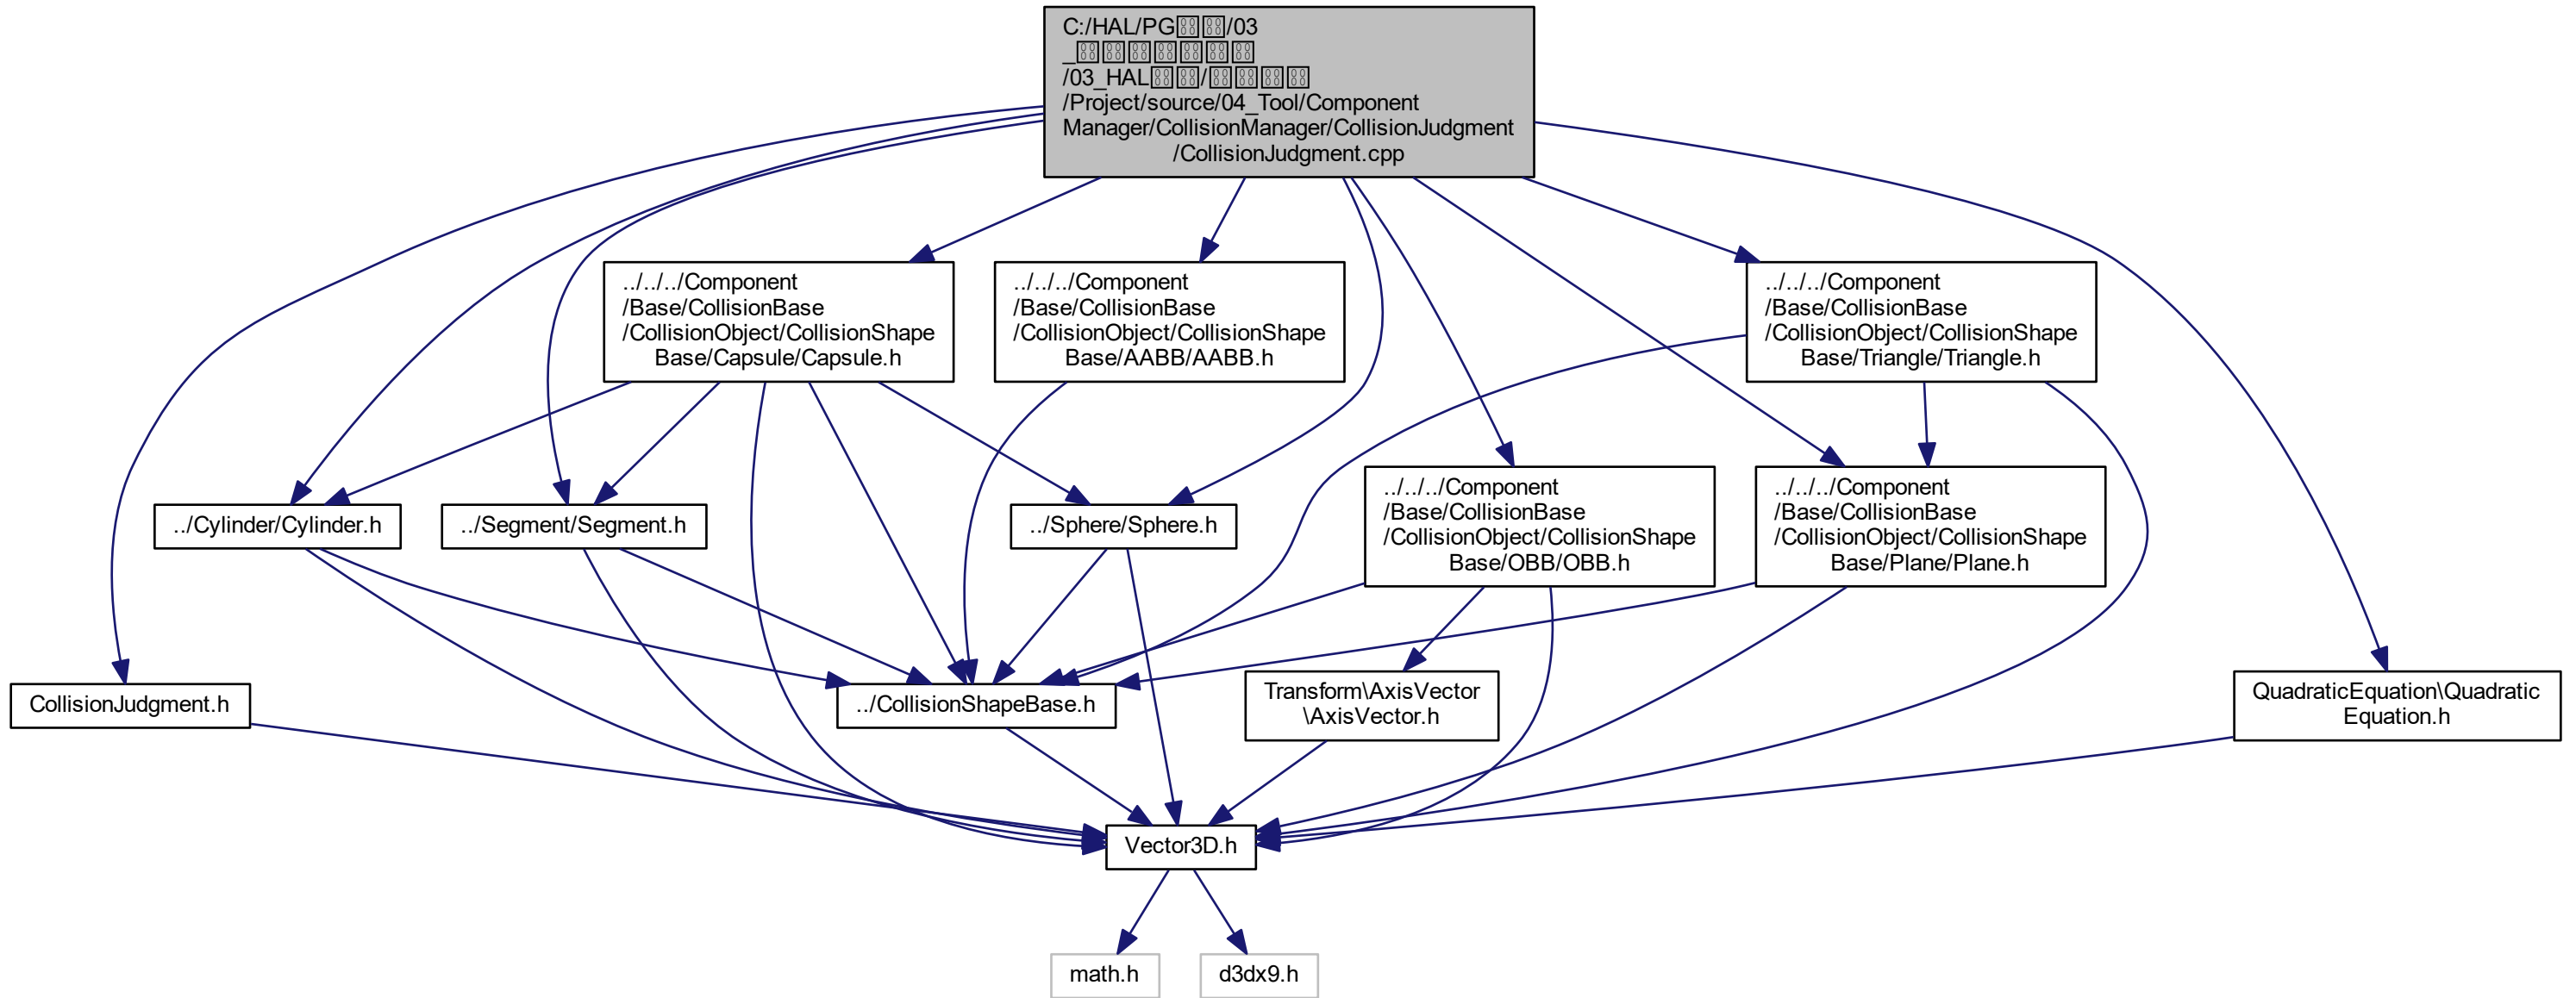 C:/HAL/PG/03
_
/03_HAL/
/Project/source/04_Tool/Component
Manager/CollisionManager/CollisionJudgment
/CollisionJudgment.cpp
../../../Component
/Base/CollisionBase
/CollisionObject/CollisionShape
Base/Capsule/Capsule.h
../../../Component
/Base/CollisionBase
/CollisionObject/CollisionShape
Base/AABB/AABB.h
../../../Component
/Base/CollisionBase
/CollisionObject/CollisionShape
Base/Triangle/Triangle.h
../Cylinder/Cylinder.h
../Segment/Segment.h
../Sphere/Sphere.h
../../../Component
/Base/CollisionBase
/CollisionObject/CollisionShape
Base/OBB/OBB.h
../../../Component
/Base/CollisionBase
/CollisionObject/CollisionShape
Base/Plane/Plane.h
CollisionJudgment.h
../CollisionShapeBase.h
Transform\AxisVector
\AxisVector.h
QuadraticEquation\Quadratic
Equation.h
Vector3D.h
math.h
d3dx9.h